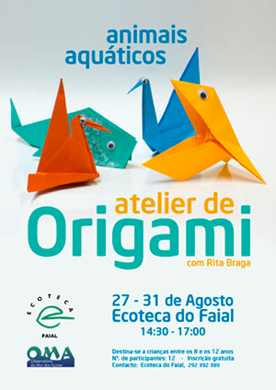 animais
aquáticos
atelier de
Origami
com Rita Braga
27 - 31 de Agosto
Ecoteca do Faial
14:30 - 17:00
ECOTECA
FAIAL
OMA
Destina-se a crianças entre os 8 e os 12 anos
Nº. de participantes: 12 - Inscrição gratuita
Contacto: Ecoteca do Faial, 292 392 389